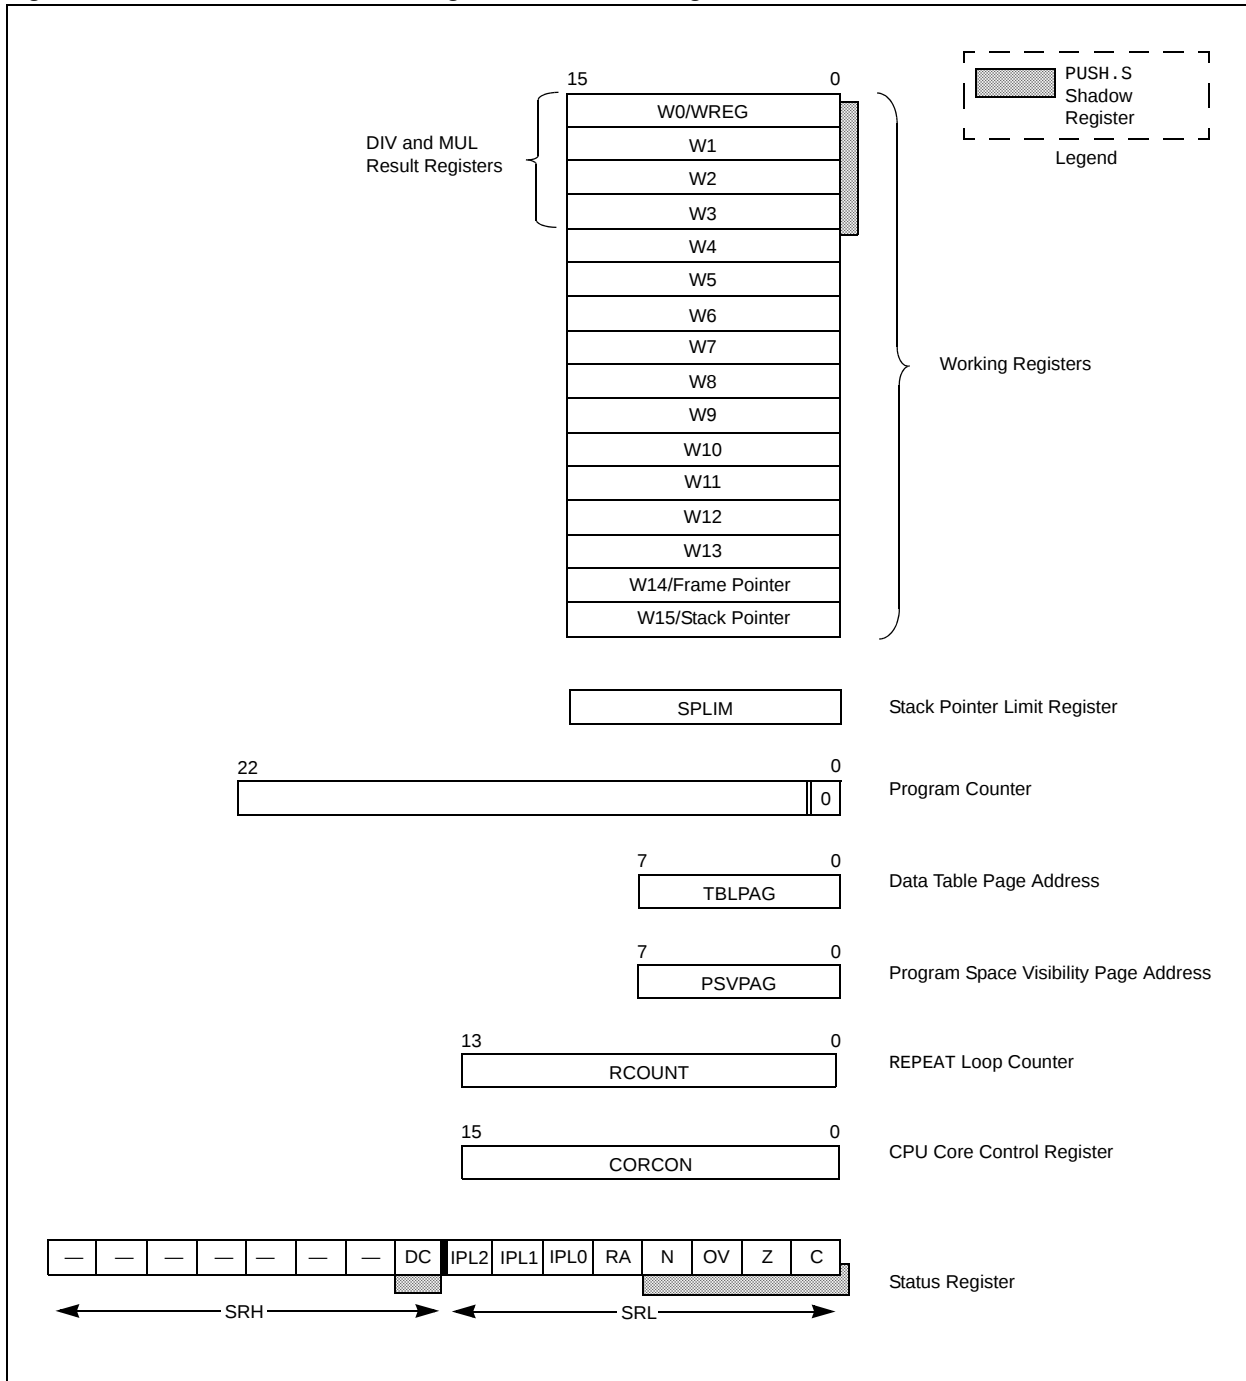 PUSH.S
Shadow
Register
Legend
15 0
DIV and MUL
Result Registers
W0/WREG
W1
W2
W3
W4
W5
W6
W7
W8
W9
W10
W11
W12
W13
W14/Frame Pointer
W15/Stack Pointer
Working Registers
SPLIM Stack Pointer Limit Register
22 0
0 Program Counter
7 0
TBLPAG Data Table Page Address
7 0
PSVPAG Program Space Visibility Page Address
13 0
RCOUNT REPEAT Loop Counter
15 0
CORCON CPU Core Control Register
— — — — — — — DC IPL2 IPL1 IPL0 RA N OV Z C
Status Register
SRH SRL